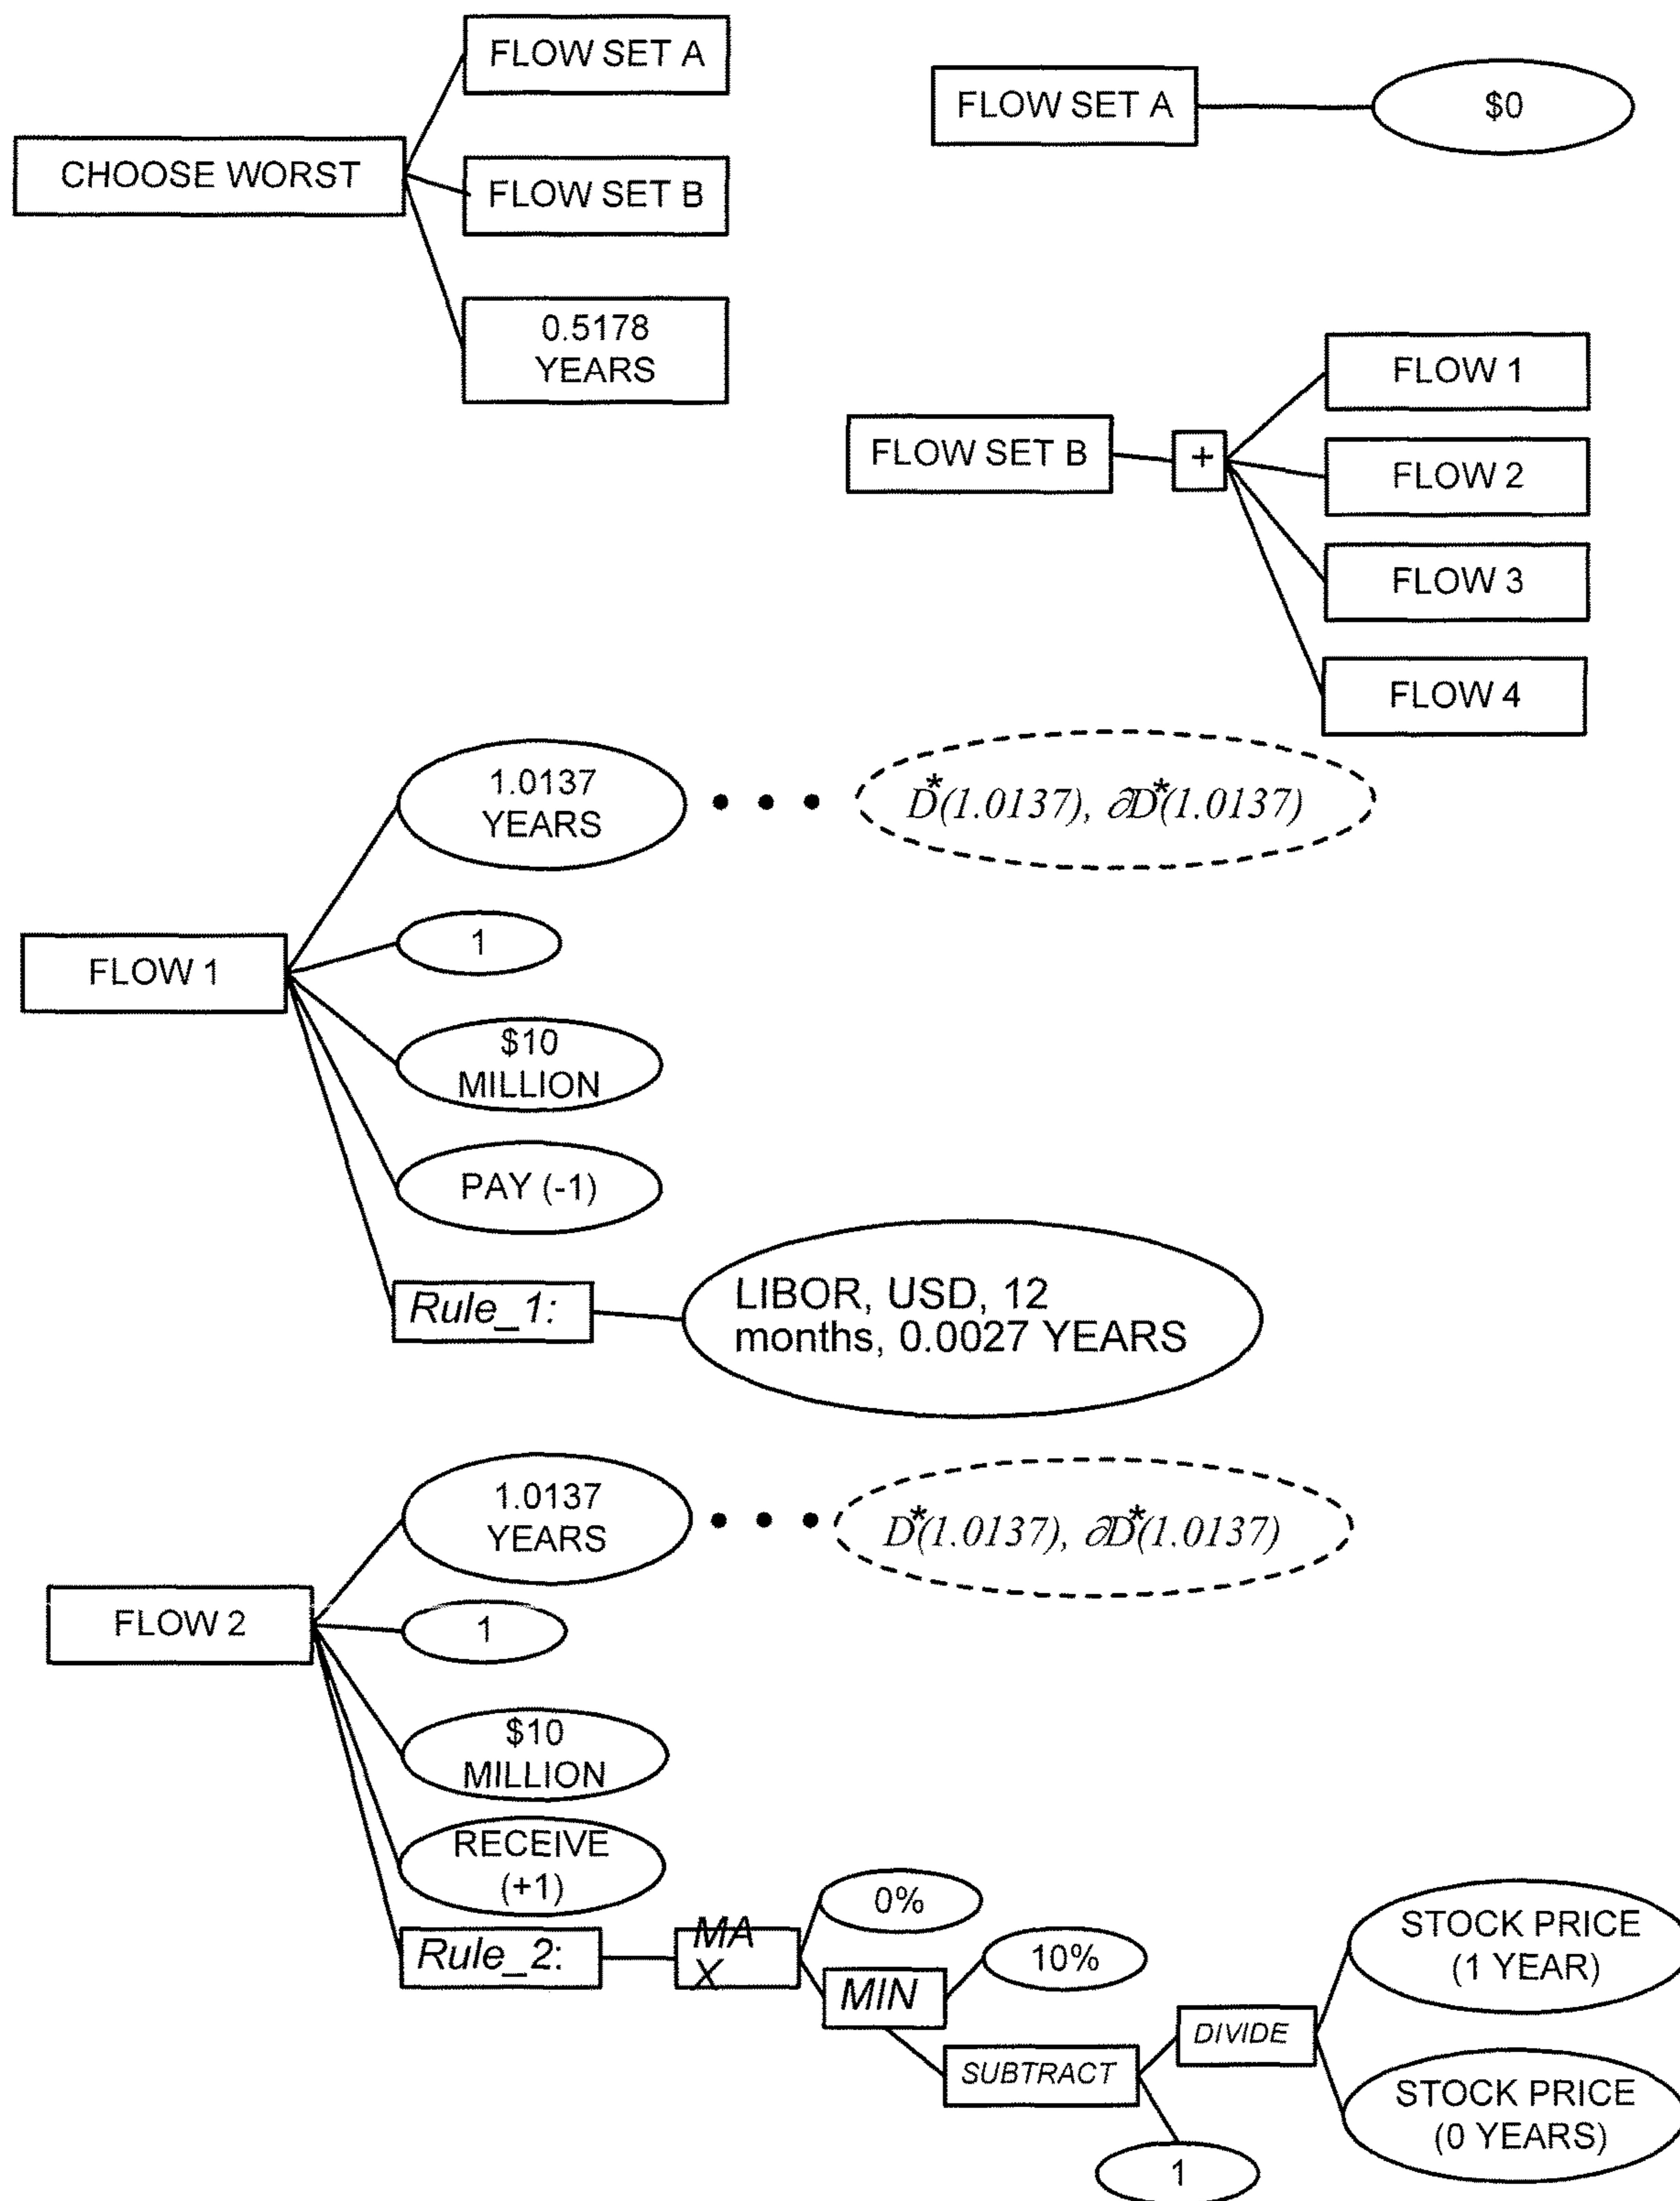 FLOW SET A
CHOOSE WORST
FLOW SET B
0.5178
YEARS
FLOW SET A
$0
FLOW SET B
+
FLOW 1
FLOW 2
FLOW 3
FLOW 4
FLOW 1
1.0137
YEARS
• • •
D*(1.0137), ∂D*(1.0137)
1
$10
MILLION
PAY (-1)
Rule_1:
LIBOR, USD, 12
months, 0.0027 YEARS
FLOW 2
1.0137
YEARS
• • •
D*(1.0137), ∂D*(1.0137)
1
$10
MILLION
RECEIVE
(+1)
Rule_2:
MA
X
0%
MIN
10%
SUBTRACT
DIVIDE
STOCK PRICE
(1 YEAR)
STOCK PRICE
(0 YEARS)
1